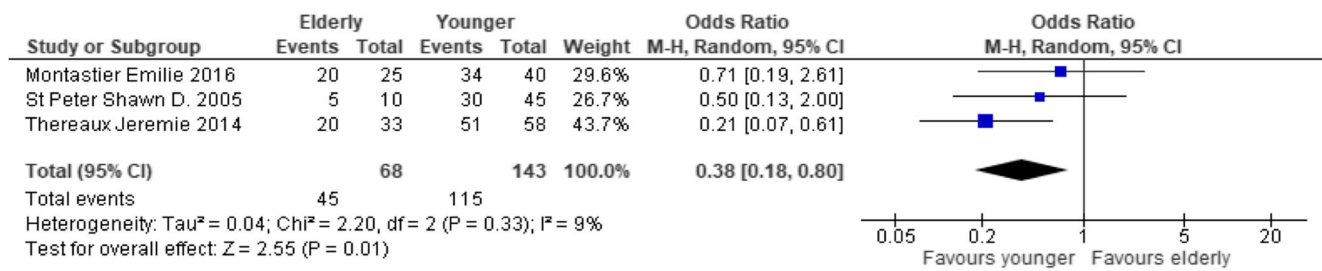 Elderly Younger Odds Ratio Odds Ratio
Study or Subgroup Events Total Events Total Weight M-H, Random, 95% CI M-H, Random, 95% CI
Montastier Emilie 2016 20 25 34 40 29.6% 0.71 [0.19, 2.61]
St Peter Shawn D. 2005 5 10 30 45 26.7% 0.50 [0.13, 2.00]
Thereaux Jeremie 2014 20 33 51 58 43.7% 0.21 [0.07, 0.61]
Total (95% CI) 68 143 100.0% 0.38 [0.18, 0.80]
Total events 45 115
Heterogeneity: Tau² = 0.04; Chi² = 2.20, df = 2 (P = 0.33); I² = 9%
Test for overall effect: Z = 2.55 (P = 0.01)
0.05 0.2 1 5 20
Favours younger Favours elderly